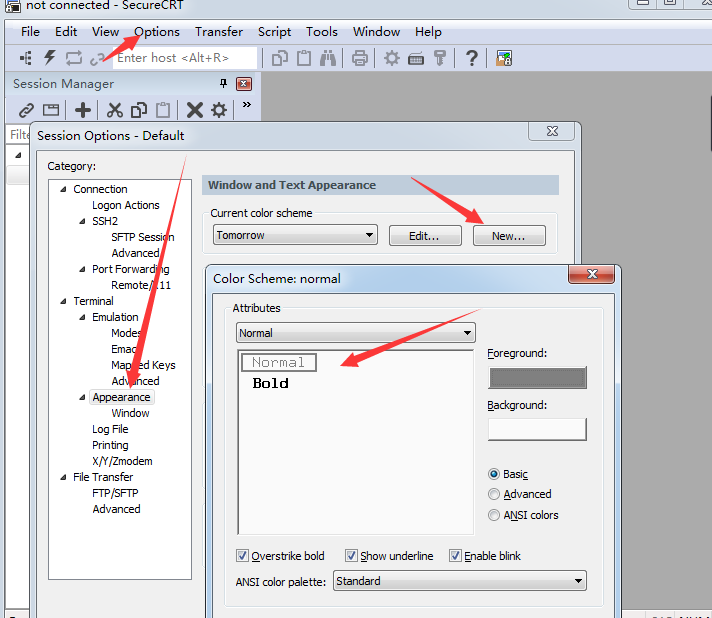 not connected - SecureCRT
File Edit View Options Transfer Script Tools Window Help
Enter host <Alt+R>
Session Manager
Filte
Session Options - Default
Category:
Connection
Logon Actions
SSH2
SFTP Session
Advanced
Port Forwarding
Remote/X11
Terminal
Emulation
Modes
Emacs
Mapped Keys
Advanced
Appearance
Window
Log File
Printing
X/Y/Zmodem
File Transfer
FTP/SFTP
Advanced
Window and Text Appearance
Current color scheme
Tomorrow
Edit...
New...
Color Scheme: normal
Attributes
Normal
Normal
Bold
Foreground:
Background:
Basic
Advanced
ANSI colors
Overstrike bold
Show underline
Enable blink
ANSI color palette: Standard